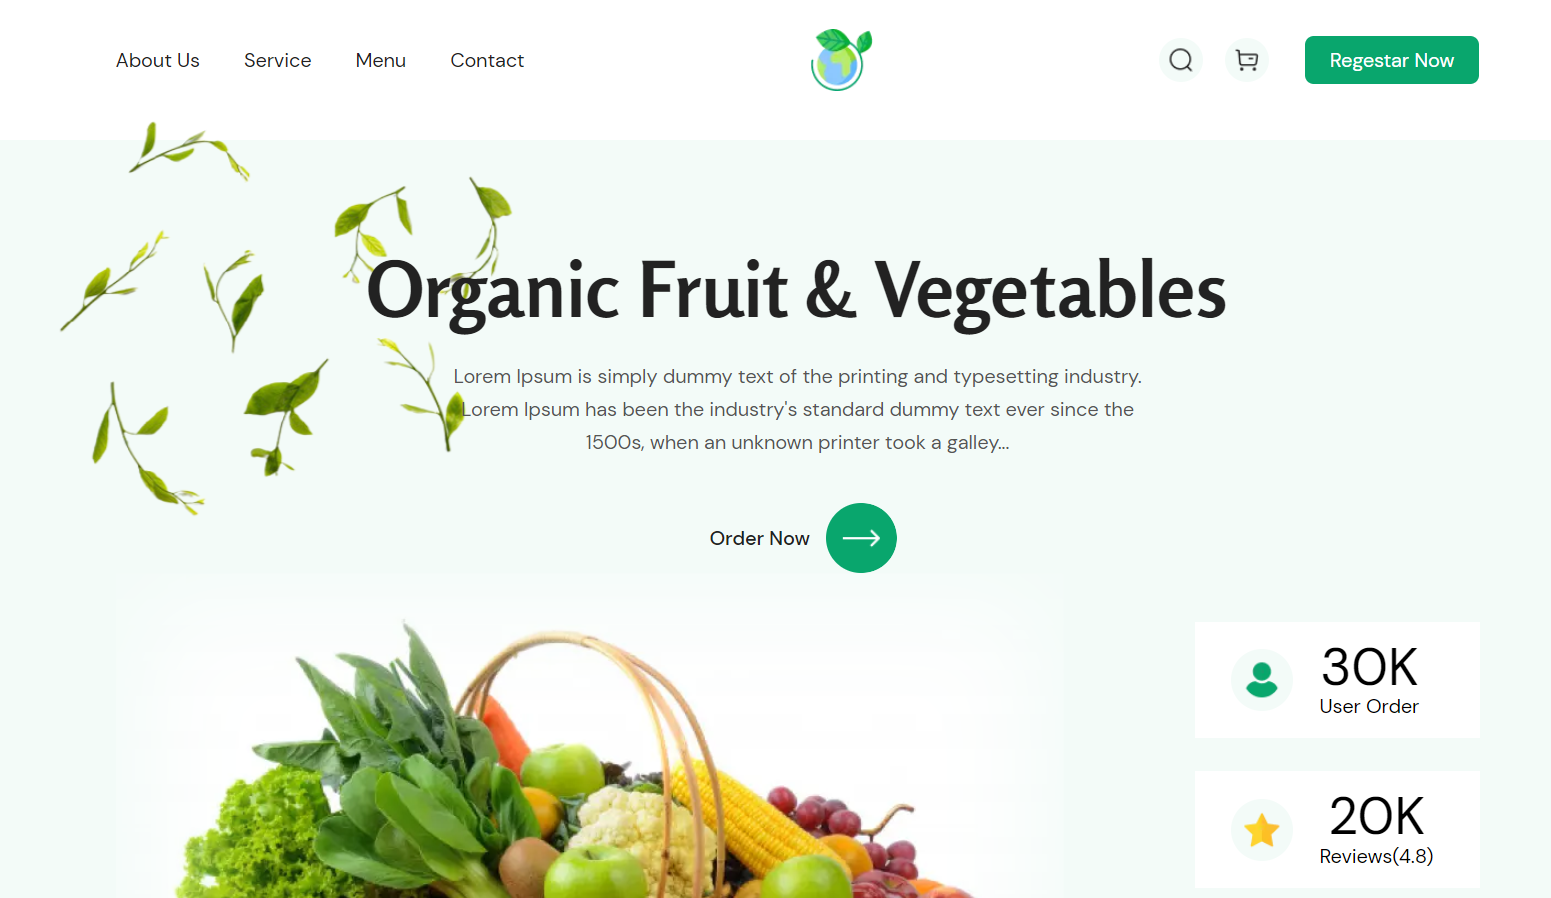 About Us
Service
Menu
Contact
Regestar Now
Organic Fruit & Vegetables
Lorem Ipsum is simply dummy text of the printing and typesetting industry.
Lorem Ipsum has been the industry's standard dummy text ever since the
1500s, when an unknown printer took a galley...
Order Now
30K
User Order
20K
Reviews(4.8)